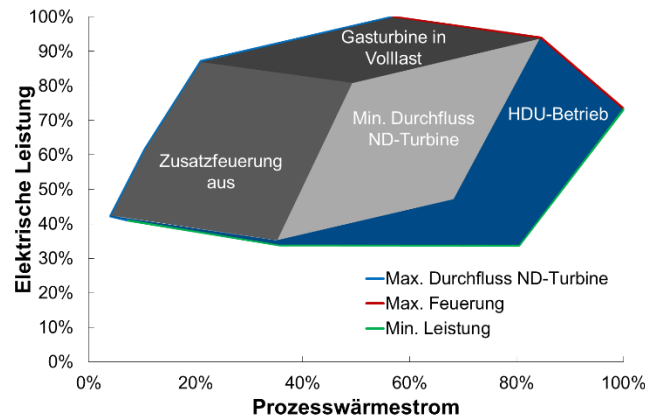 100%
90%
80%
70%
60%
50%
40%
30%
20%
10%
0%
Elektrische Leistung
Gasturbine in
Volllast
Min. Durchfluss
ND-Turbine
HDU-Betrieb
Zusatzfeuerung
aus
Max. Durchfluss ND-Turbine
Max. Feuerung
Min. Leistung
0%
20%
40%
60%
80%
100%
Prozesswärmestrom